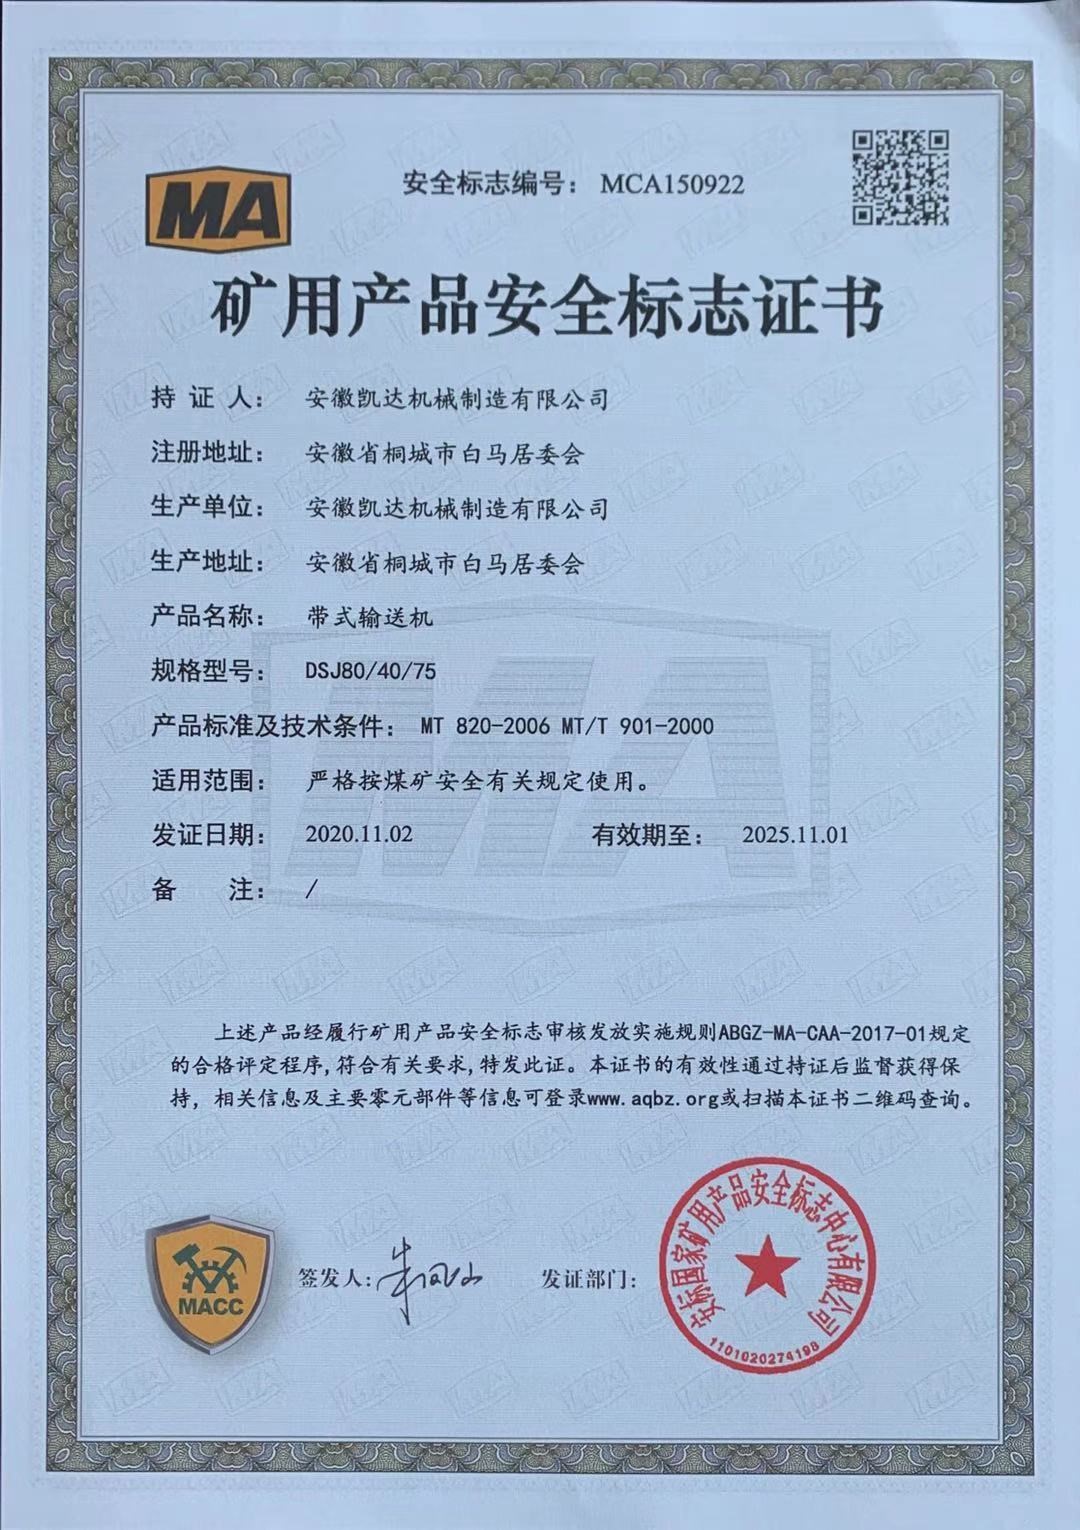 MA
安全标志编号： MCA150922
矿用产品安全标志证书
持 证 人： 安徽凯达机械制造有限公司
注册地址： 安徽省桐城市白马居委会
生产单位： 安徽凯达机械制造有限公司
生产地址： 安徽省桐城市白马居委会
产品名称： 带式输送机
规格型号： DSJ80/40/75
产品标准及技术条件： MT 820-2006 MT/T 901-2000
适用范围： 严格按煤矿安全有关规定使用。
发证日期： 2020.11.02 有效期至： 2025.11.01
备 注： /
上述产品经履行矿用产品安全标志审核发放实施规则ABGZ-MA-CAA-2017-01规定
的合格评定程序,符合有关要求,特发此证。本证书的有效性通过持证后监督获得保
持，相关信息及主要零元部件等信息可登录www.aqbz.org或扫描本证书二维码查询。
MACC
签发人:
发证部门:
安标国家矿用产品安全标志中心有限公司
1101020274198